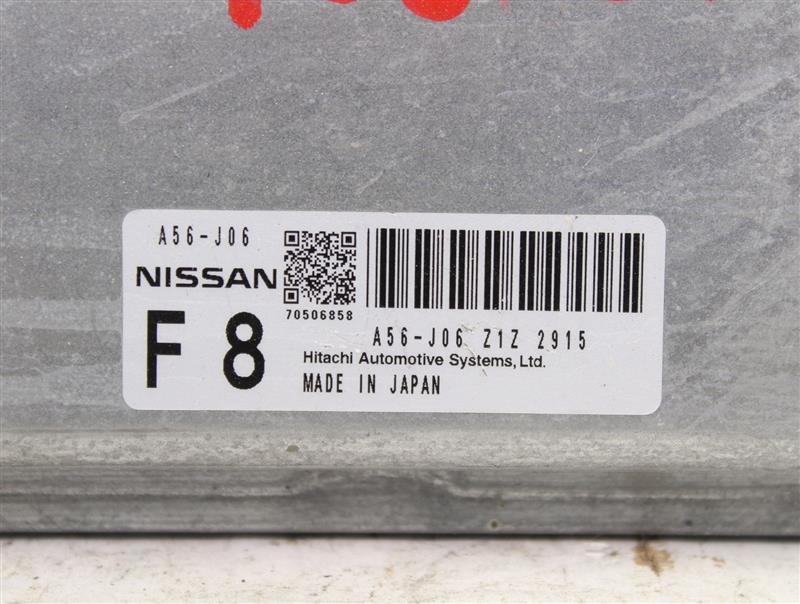 A56-J06
NISSAN
F 8
70506858
A56-J06 Z1Z 2915
Hitachi Automotive Systems, Ltd.
MADE IN JAPAN